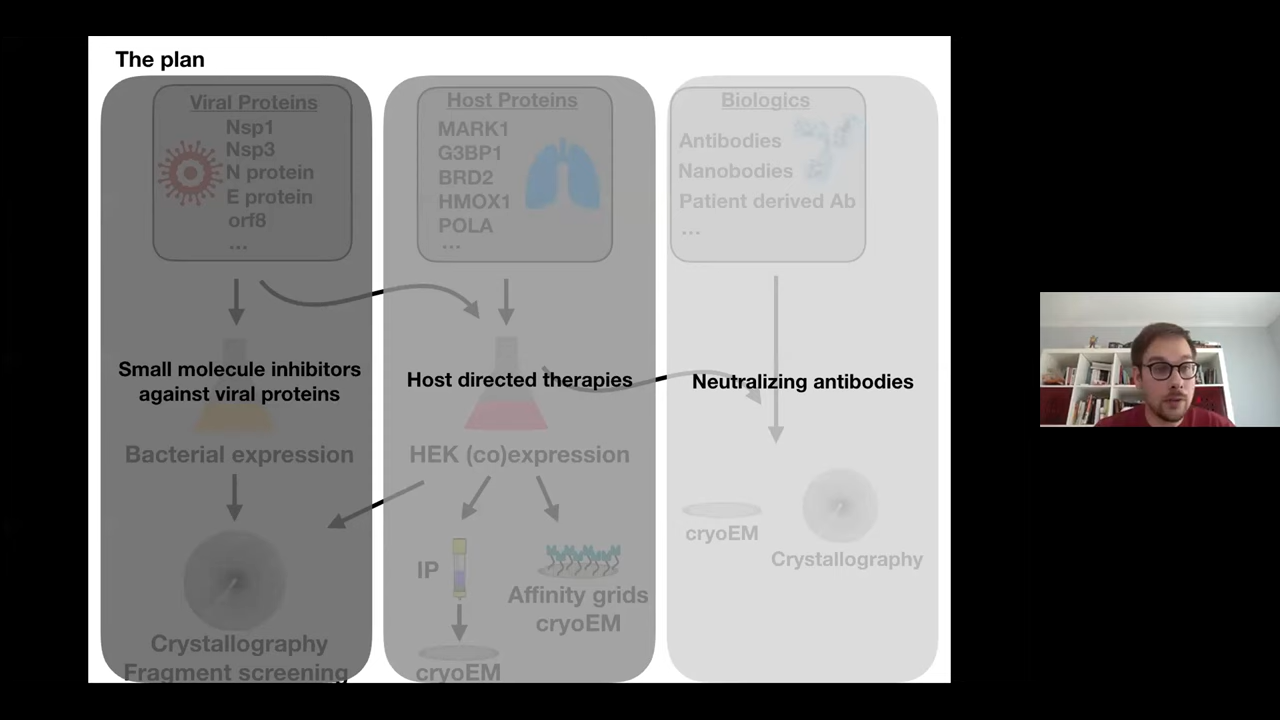 The plan
Viral Proteins
Nsp1
Nsp3
N protein
E protein
orf8
...
Small molecule inhibitors
against viral proteins
Bacterial expression
Crystallography
Fragment screening
Host Proteins
MARK1
G3BP1
BRD2
HMOX1
POLA
...
Host directed therapies
HEK (co)expression
IP
cryoEM
Affinity grids
cryoEM
Biologics
Antibodies
Nanobodies
Patient derived Ab
...
Neutralizing antibodies
cryoEM
Crystallography